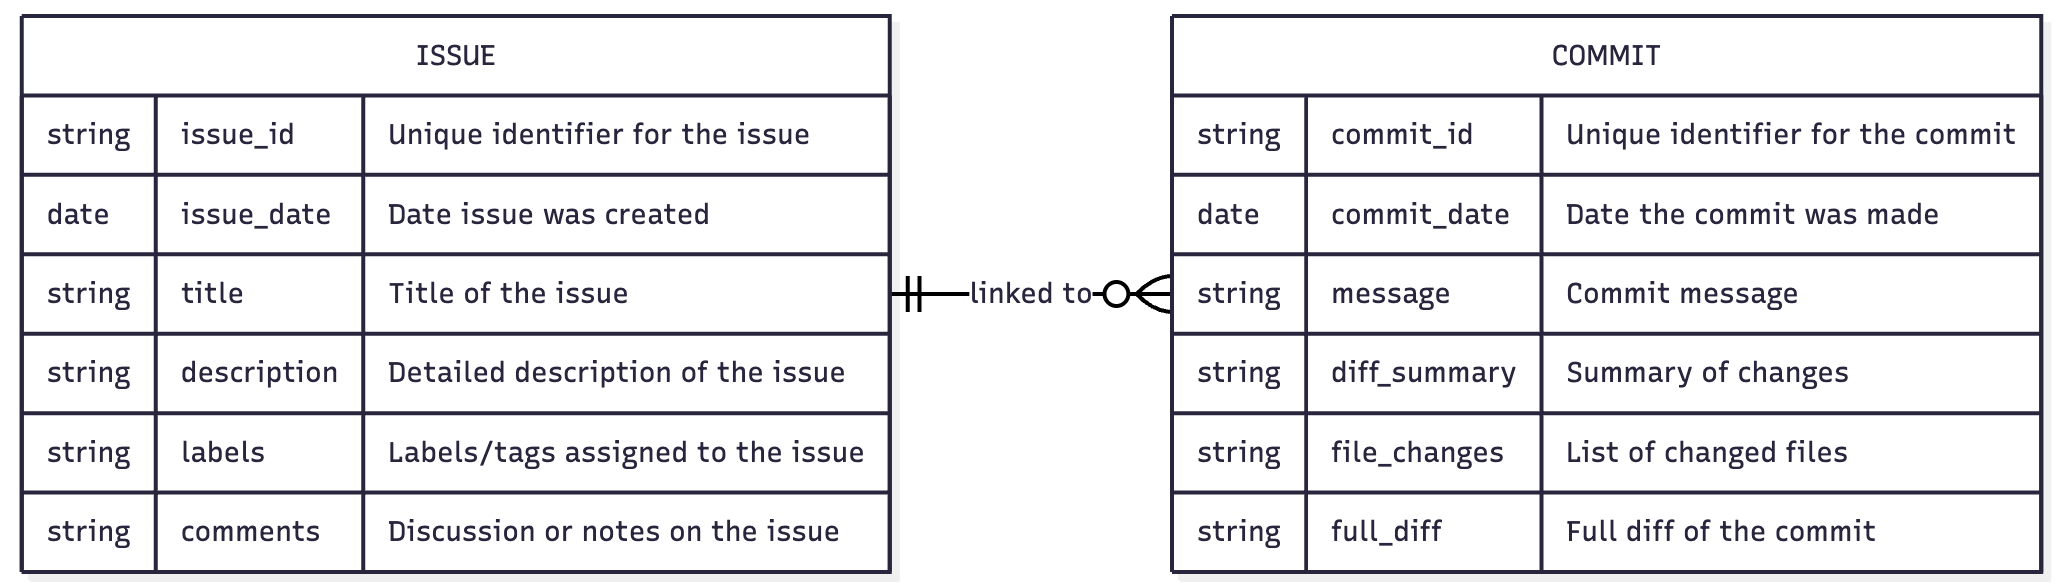 ISSUE
string issue_id Unique identifier for the issue
date issue_date Date issue was created
string title Title of the issue
string description Detailed description of the issue
string labels Labels/tags assigned to the issue
string comments Discussion or notes on the issue
linked to
COMMIT
string commit_id Unique identifier for the commit
date commit_date Date the commit was made
string message Commit message
string diff_summary Summary of changes
string file_changes List of changed files
string full_diff Full diff of the commit